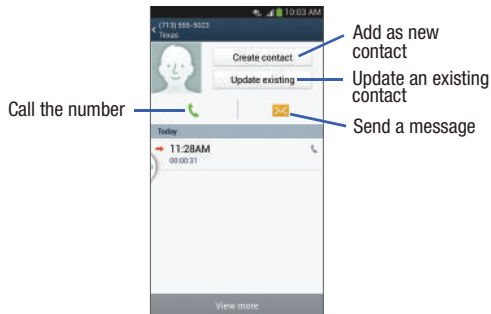 10:03 AM
(713) 555-5023
Texas
Create contact
Update existing
Today
11:28AM
00:00:31
View more
Add as new
contact
Update an existing
contact
Send a message
Call the number